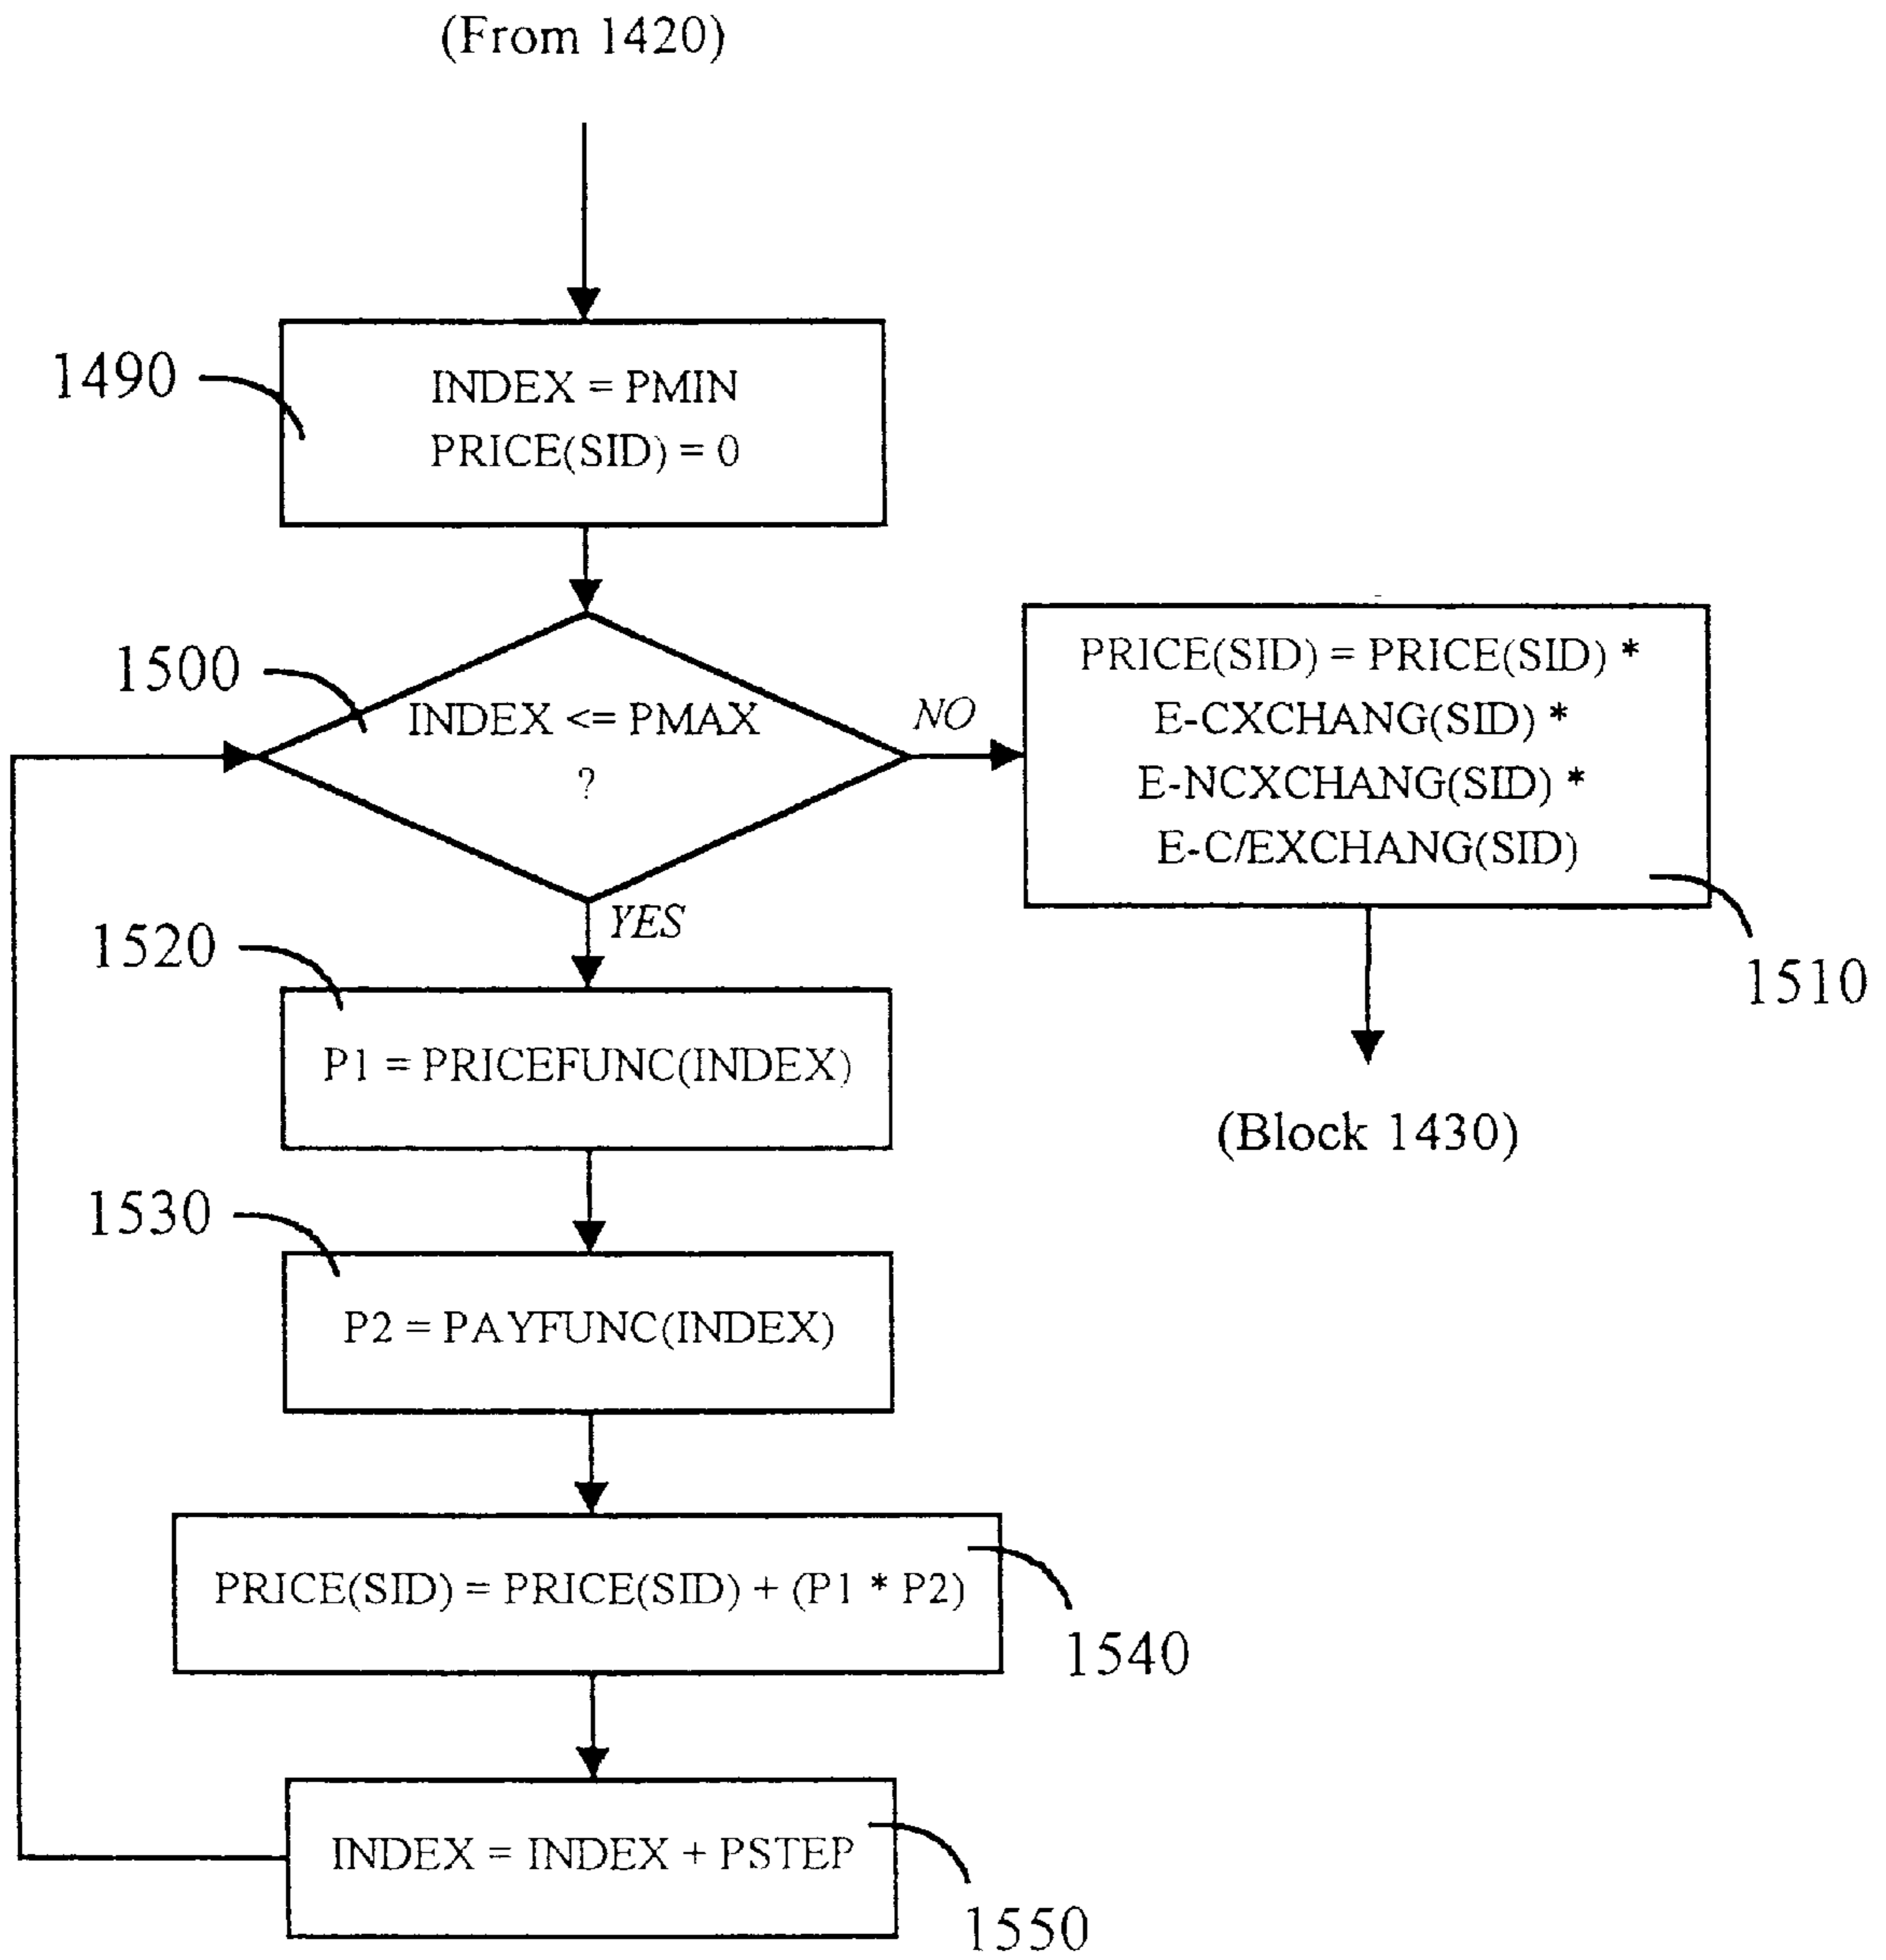 (From 1420)
1490
INDEX = PMIN
PRICE(SID) = 0
1500
INDEX <= PMAX
?
NO
YES
PRICE(SID) = PRICE(SID) *
E-CXCHANG(SID) *
E-NCXCHANG(SID) *
E-C/EXCHANG(SID)
1510
(Block 1430)
1520
P1 = PRICEFUNC(INDEX)
1530
P2 = PAYFUNC(INDEX)
PRICE(SID) = PRICE(SID) + (P1 * P2)
1540
INDEX = INDEX + PSTEP
1550